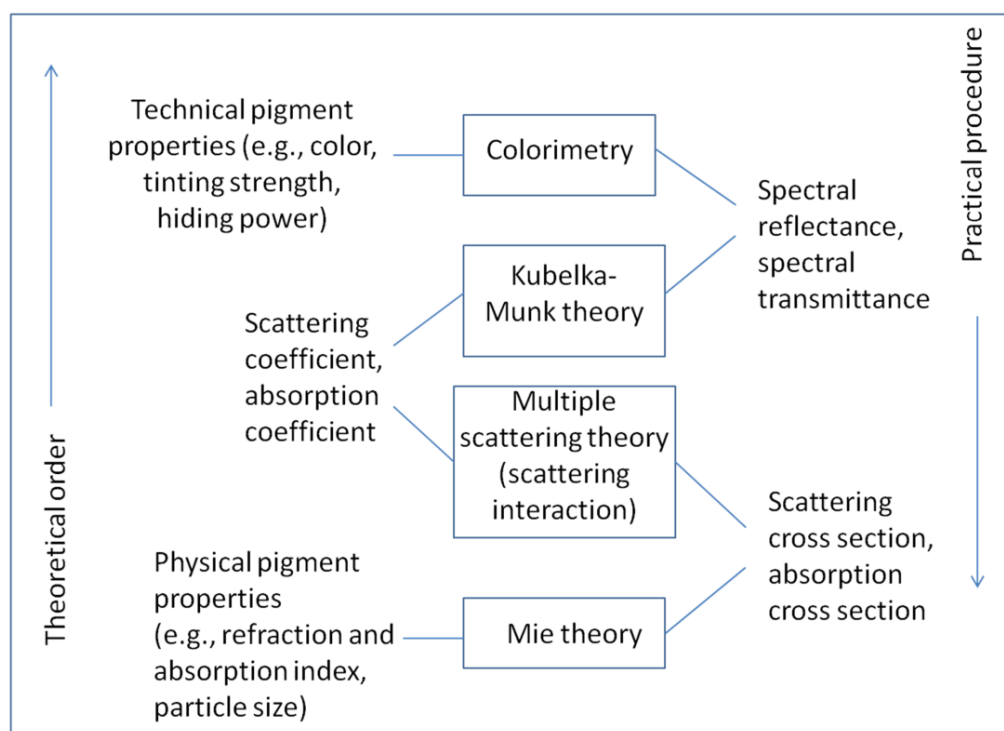 Technical pigment
properties (e.g., color,
tinting strength,
hiding power)
Colorimetry
Spectral
reflectance,
spectral
transmittance
Practical procedure
Kubelka-
Munk theory
Scattering
coefficient,
absorption
coefficient
Multiple
scattering theory
(scattering
interaction)
Scattering
cross section,
absorption
cross section
Theoretical order
Physical pigment
properties
(e.g., refraction and
absorption index,
particle size)
Mie theory